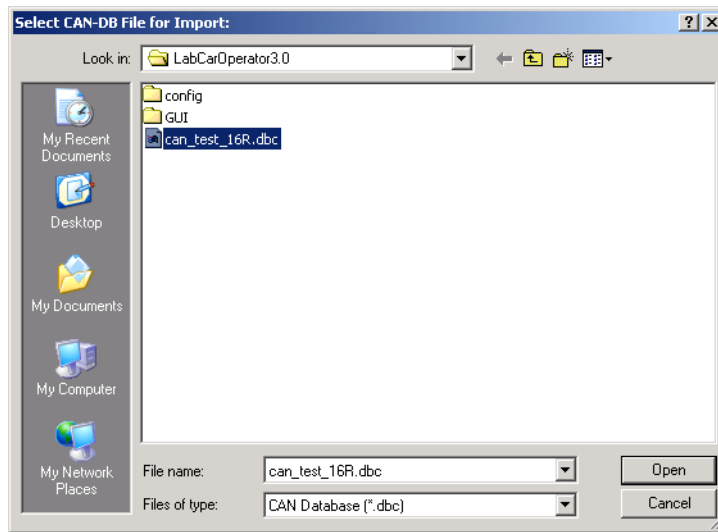 Select CAN-DB File for Import:
Look in:
LabCarOperator3.0
config
GUI
can_test_16R.dbc
My Recent
Documents
Desktop
My Documents
My Computer
My Network
Places
File name:
can_test_16R.dbc
Open
Files of type:
CAN Database (*.dbc)
Cancel